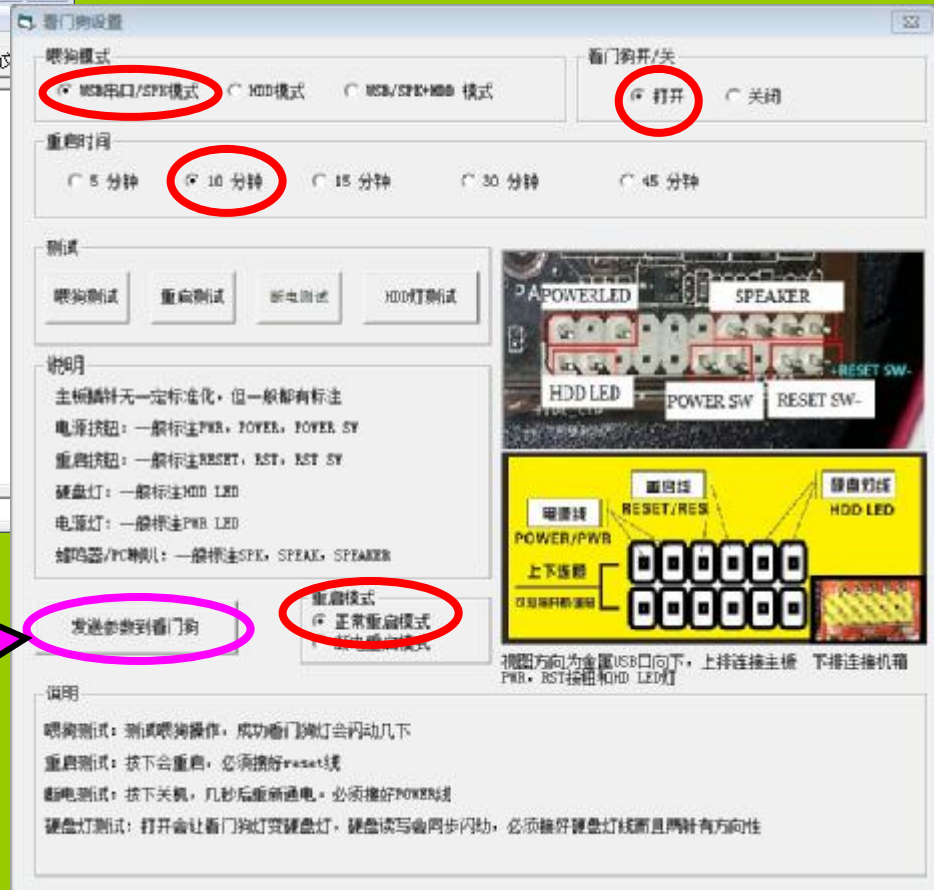 看门狗设置
喂狗模式
USB串口/SPK模式 HDD模式 USB/SPK+HDD 模式
看门狗开/关
打开 关闭
重启时间
5 分钟 10 分钟 15 分钟 30 分钟 45 分钟
测试
喂狗测试 重启测试 断电测试 HDD灯测试
POWERLED SPEAKER
+RESET SW-
HDD LED POWER SW RESET SW-
说明
主板插针无一定标准化，但一般都有标注
电源按钮：一般标注PWR，POWER，POWER SW
重启按钮：一般标注RESET，RST，RST SW
硬盘灯：一般标注HDD LED
电源灯：一般标注PWR LED
蜂鸣器/PC喇叭：一般标注SPK，SPEAK，SPEAKER
重启线 硬盘灯线
RESET/RES HDD LED
电源线
POWER/PWR
上下连通
发送参数到看门狗
重启模式
正常重启模式
断电重启模式
视图方向为金属USB口向下，上排连接主板 下排连接机箱
PWR，RST按钮和HD LED灯
说明
喂狗测试：测试喂狗操作，成功看门狗灯会闪动几下
重启测试：按下会重启，必须接好reset线
断电测试：按下关机，几秒后重新通电。必须接好POWER线
硬盘灯测试：打开会让看门狗灯变硬盘灯，硬盘读写会同步闪动，必须接好硬盘灯线而且两针有方向性